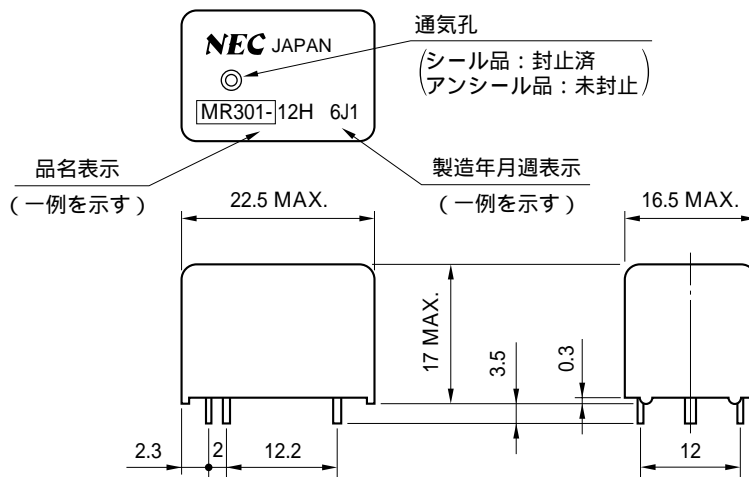 NEC JAPAN
MR301-12H 6J1
通気孔
(シール品：封止済
アンシール品：未封止)
品名表示
（一例を示す）
製造年月週表示
（一例を示す）
22.5 MAX.
16.5 MAX.
17 MAX.
3.5
0.3
2.3
2
12.2
12